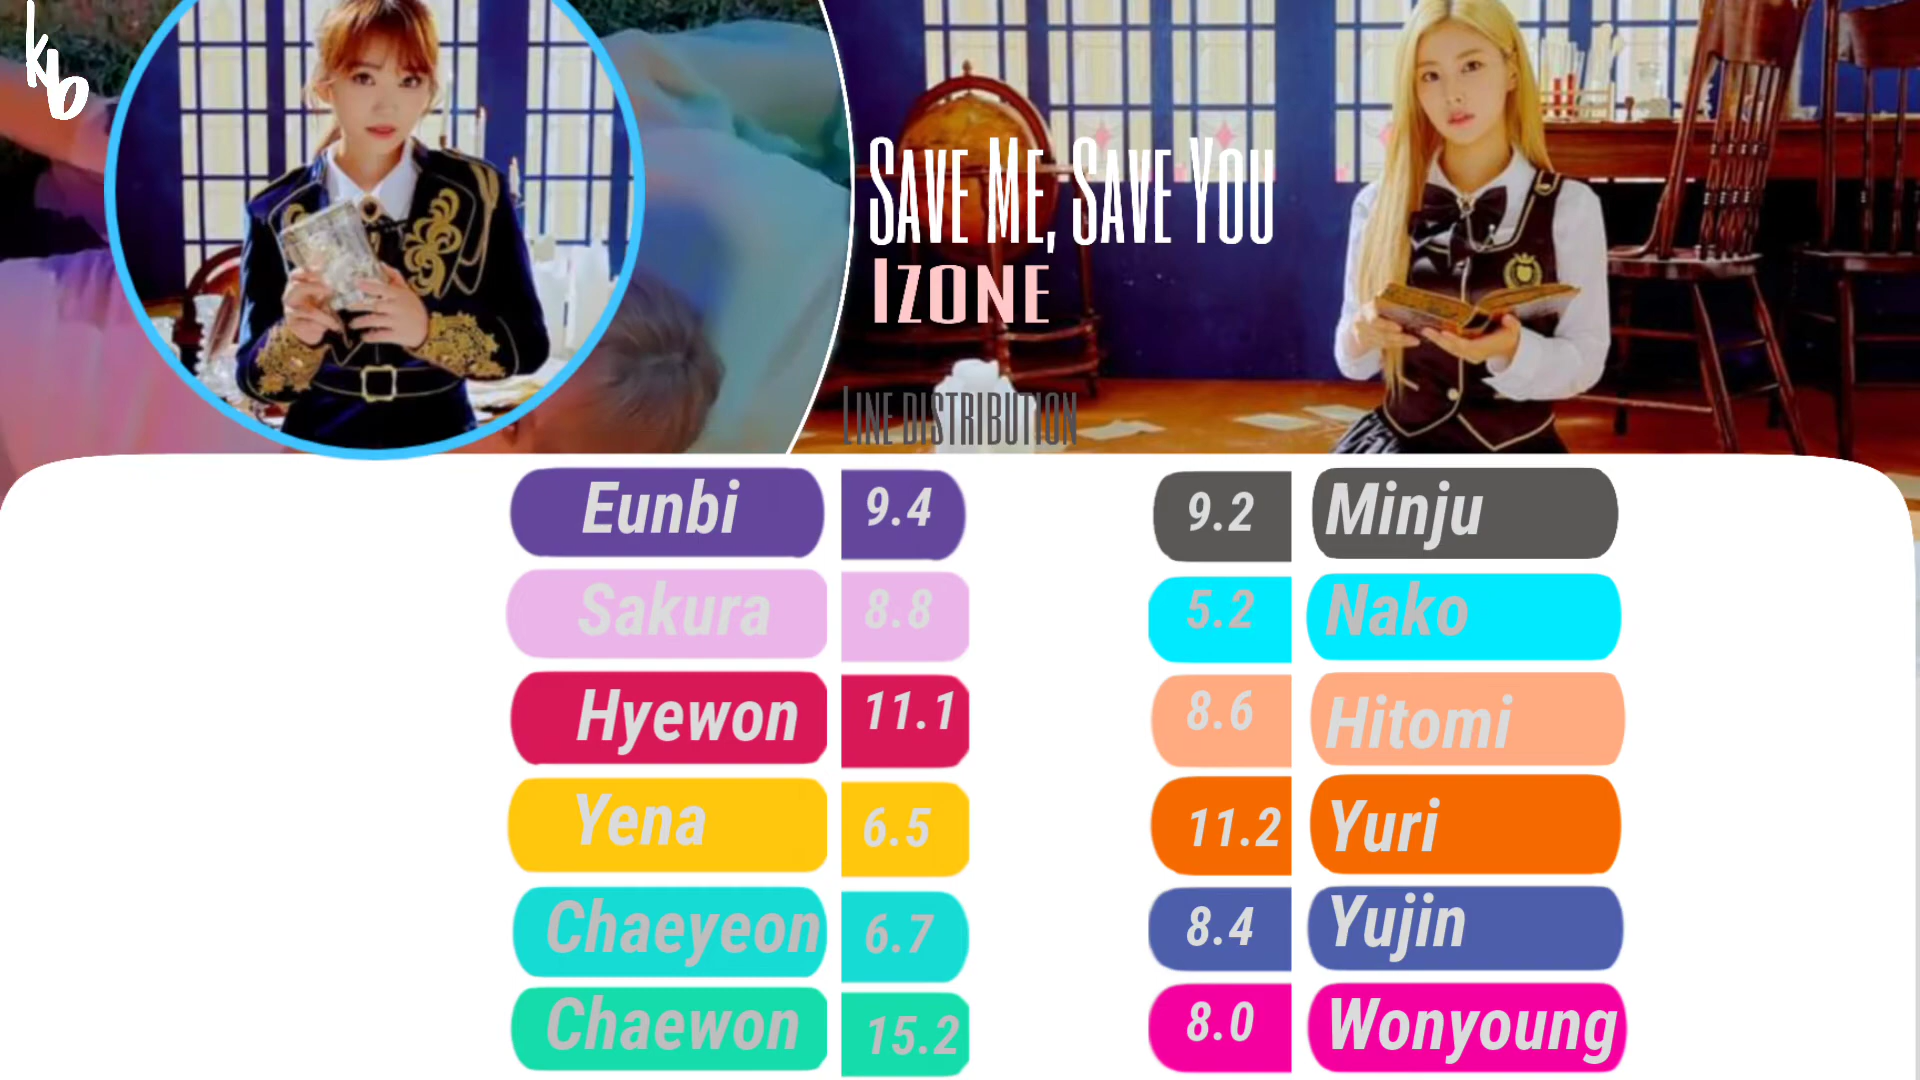 kb
Save Me, Save You
Izone
Line distribution
Eunbi 9.4
9.2 Minju
Sakura 8.8
5.2 Nako
Hyewon 11.1
8.6 Hitomi
Yena 6.5
11.2 Yuri
Chaeyeon 6.7
8.4 Yujin
Chaewon 15.2
8.0 Wonyoung